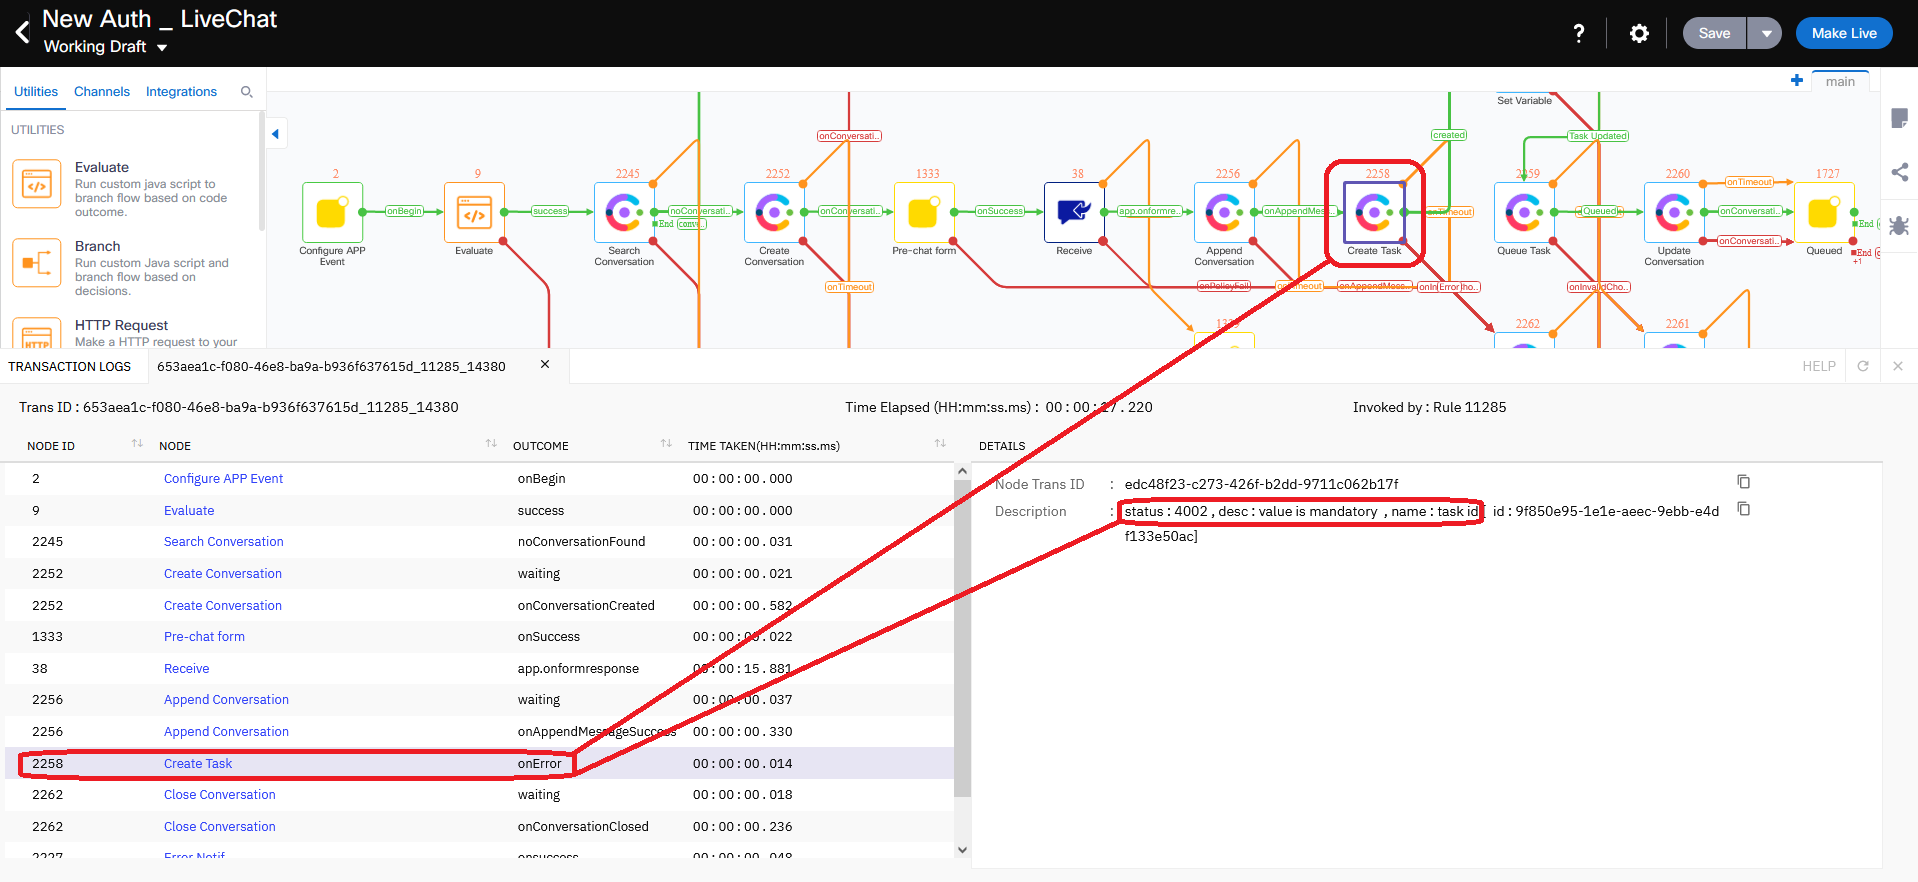 New Auth _ LiveChat
Working Draft
?
Save
Make Live
Utilities Channels Integrations
main
UTILITIES
Evaluate
Run custom java script to
branch flow based on code
outcome.
Branch
Run custom Java script and
branch flow based on
decisions.
HTTP Request
Make a HTTP request to your
Set Variable
onConversati..
created
Task Updated
2
9
2245
2252
1333
38
2256
2258
2260
1727
onBegin
success
noConversati..
onConversati..
onSuccess
app.onformre..
onAppendMes..
onTimeout
Queued
onTimeout
onConversati..
onConversati..
End
End
+1
End (conv..)
Configure APP
Event
Evaluate
Search
Conversation
Create
Conversation
Pre-chat form
Receive
Append
Conversation
Create Task
Queue Task
Update
Conversation
Queued
onTimeout
onPolicyFail
onTimeout
onAppendMess..
Error
onInvalidCho..
2262
2261
TRANSACTION LOGS
653aea1c-f080-46e8-ba9a-b936f637615d_11285_14380
HELP
Trans ID : 653aea1c-f080-46e8-ba9a-b936f637615d_11285_14380
Time Elapsed (HH:mm:ss.ms) : 00:00:17.220
Invoked by : Rule 11285
NODE ID NODE OUTCOME TIME TAKEN(HH:mm:ss.ms)
2 Configure APP Event onBegin 00:00:00.000
9 Evaluate success 00:00:00.000
2245 Search Conversation noConversationFound 00:00:00.031
2252 Create Conversation waiting 00:00:00.021
2252 Create Conversation onConversationCreated 00:00:00.582
1333 Pre-chat form onSuccess 00:00:00.022
38 Receive app.onformresponse 00:00:15.881
2256 Append Conversation waiting 00:00:00.037
2256 Append Conversation onAppendMessageSuccess 00:00:00.330
2258 Create Task onError 00:00:00.014
2262 Close Conversation waiting 00:00:00.018
2262 Close Conversation onConversationClosed 00:00:00.236
2227 Error Notif onsuccess 00:00:00.048
DETAILS
Node Trans ID : edc48f23-c273-426f-b2dd-9711c062b17f
Description : status : 4002 , desc : value is mandatory , name : task id[ id : 9f850e95-1e1e-aeec-9ebb-e4d
f133e50ac]